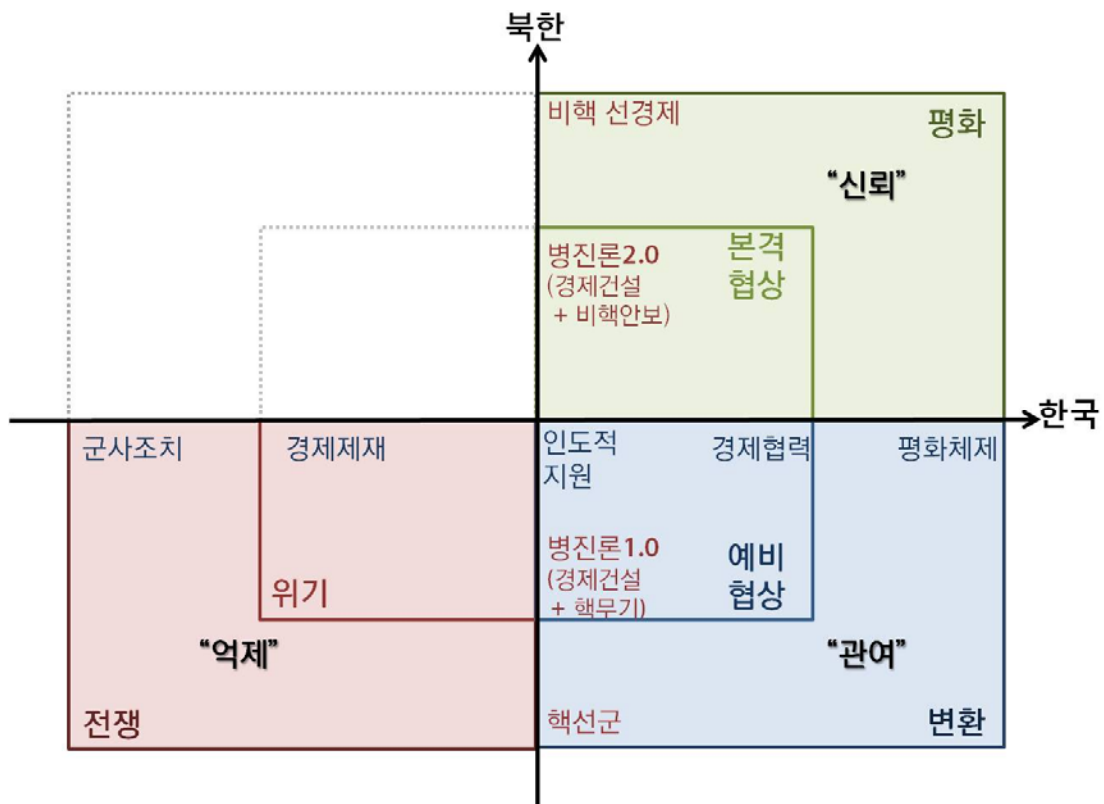 북한
비핵 선경제
평화
“신뢰”
병진론2.0
(경제건설
+ 비핵안보)
본격
협상
한국
군사조치
경제제재
인도적
지원
경제협력
평화체제
병진론1.0
(경제건설
+ 핵무기)
예비
협상
위기
“억제”
“관여”
전쟁
핵선군
변환